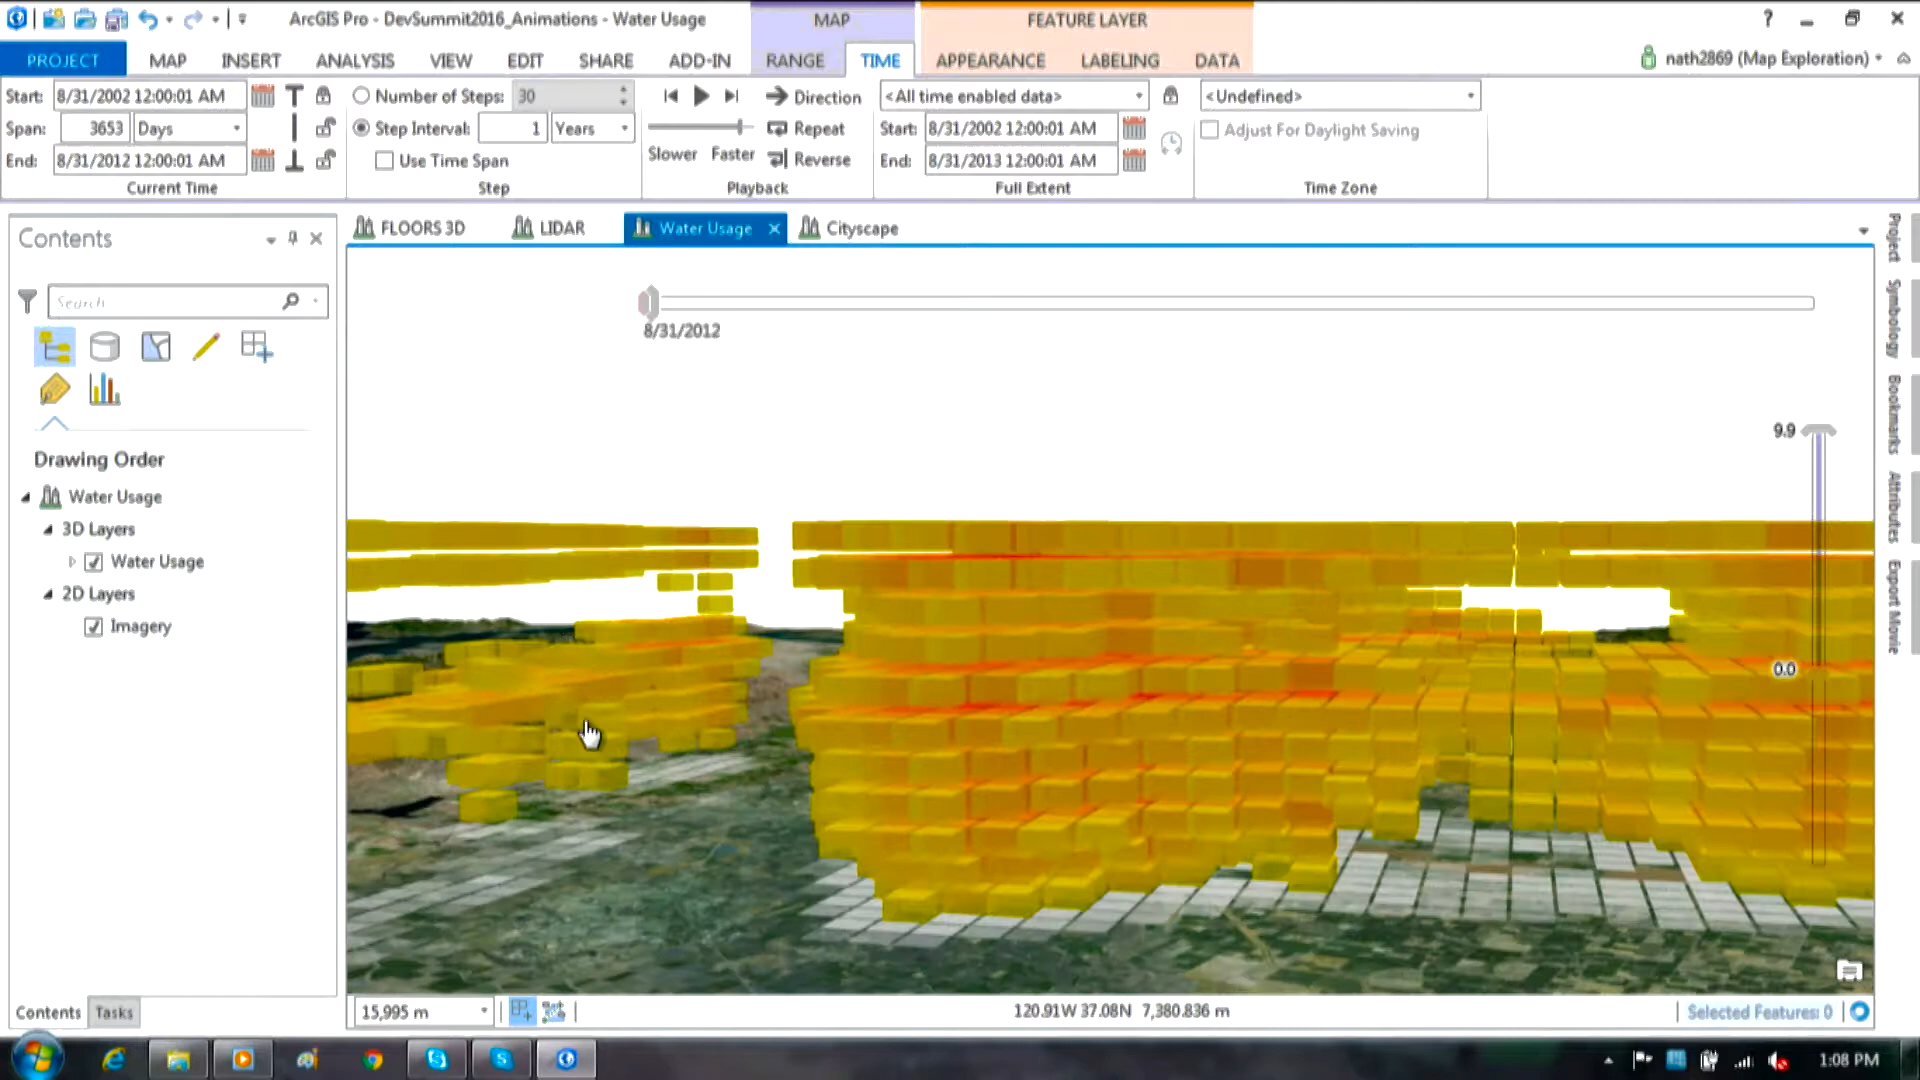 ArcGIS Pro - DevSummit2016_Animations - Water Usage
MAP
FEATURE LAYER
PROJECT MAP INSERT ANALYSIS VIEW EDIT SHARE ADD-IN RANGE TIME APPEARANCE LABELING DATA
nath2869 (Map Exploration)
Start: 8/31/2002 12:00:01 AM
Span: 3653 Days
End: 8/31/2012 12:00:01 AM
Current Time
Number of Steps: 30
Step Interval: 1 Years
Use Time Span
Step
Direction
Repeat
Slower Faster Reverse
Playback
<All time enabled data>
Start: 8/31/2002 12:00:01 AM
End: 8/31/2013 12:00:01 AM
Full Extent
<Undefined>
Adjust For Daylight Saving
Time Zone
Contents
Search
Drawing Order
Water Usage
3D Layers
Water Usage
2D Layers
Imagery
Contents Tasks
FLOORS 3D LIDAR Water Usage Cityscape
8/31/2012
9.9
0.0
Project
Symbology
Bookmarks
Attributes
Export Movie
15,995 m
120.91W 37.08N 7,380.836 m
Selected Features: 0
1:08 PM